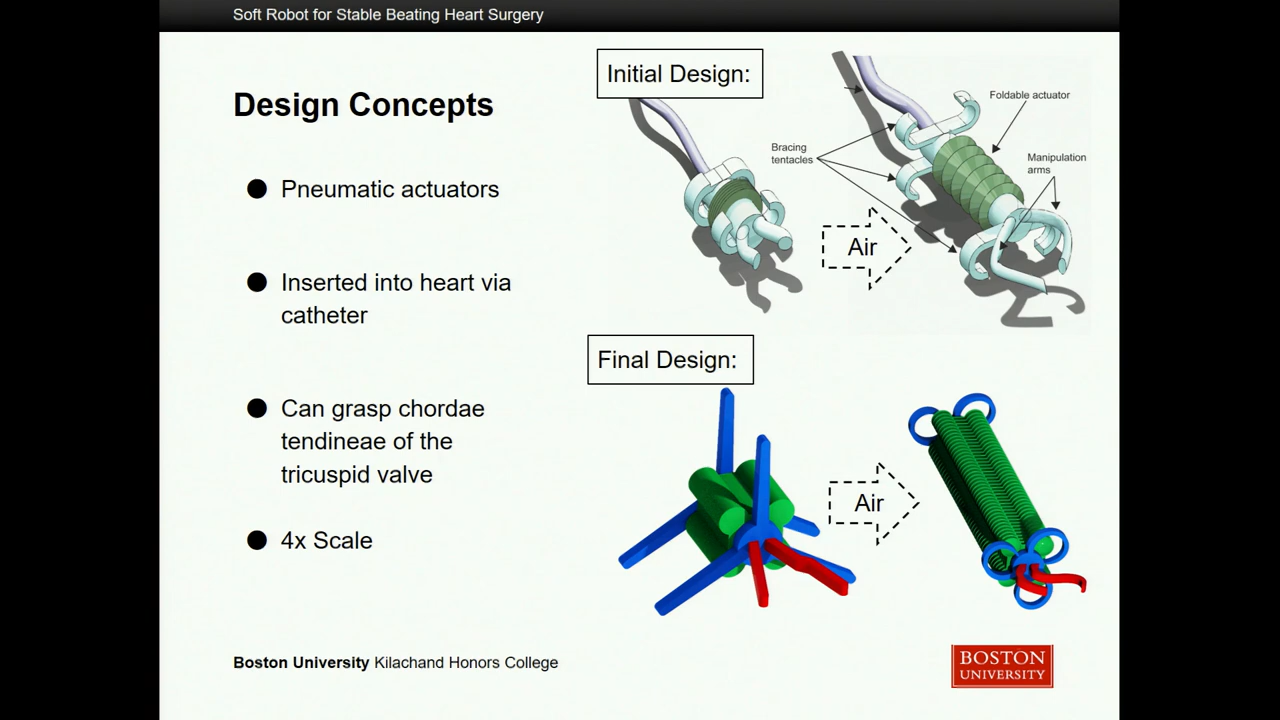 Soft Robot for Stable Beating Heart Surgery
Design Concepts
● Pneumatic actuators
● Inserted into heart via
catheter
● Can grasp chordae
tendineae of the
tricuspid valve
● 4x Scale
Initial Design:
Foldable actuator
Bracing
tentacles
Manipulation
arms
Air
Final Design:
Air
Boston University Kilachand Honors College
BOSTON
UNIVERSITY